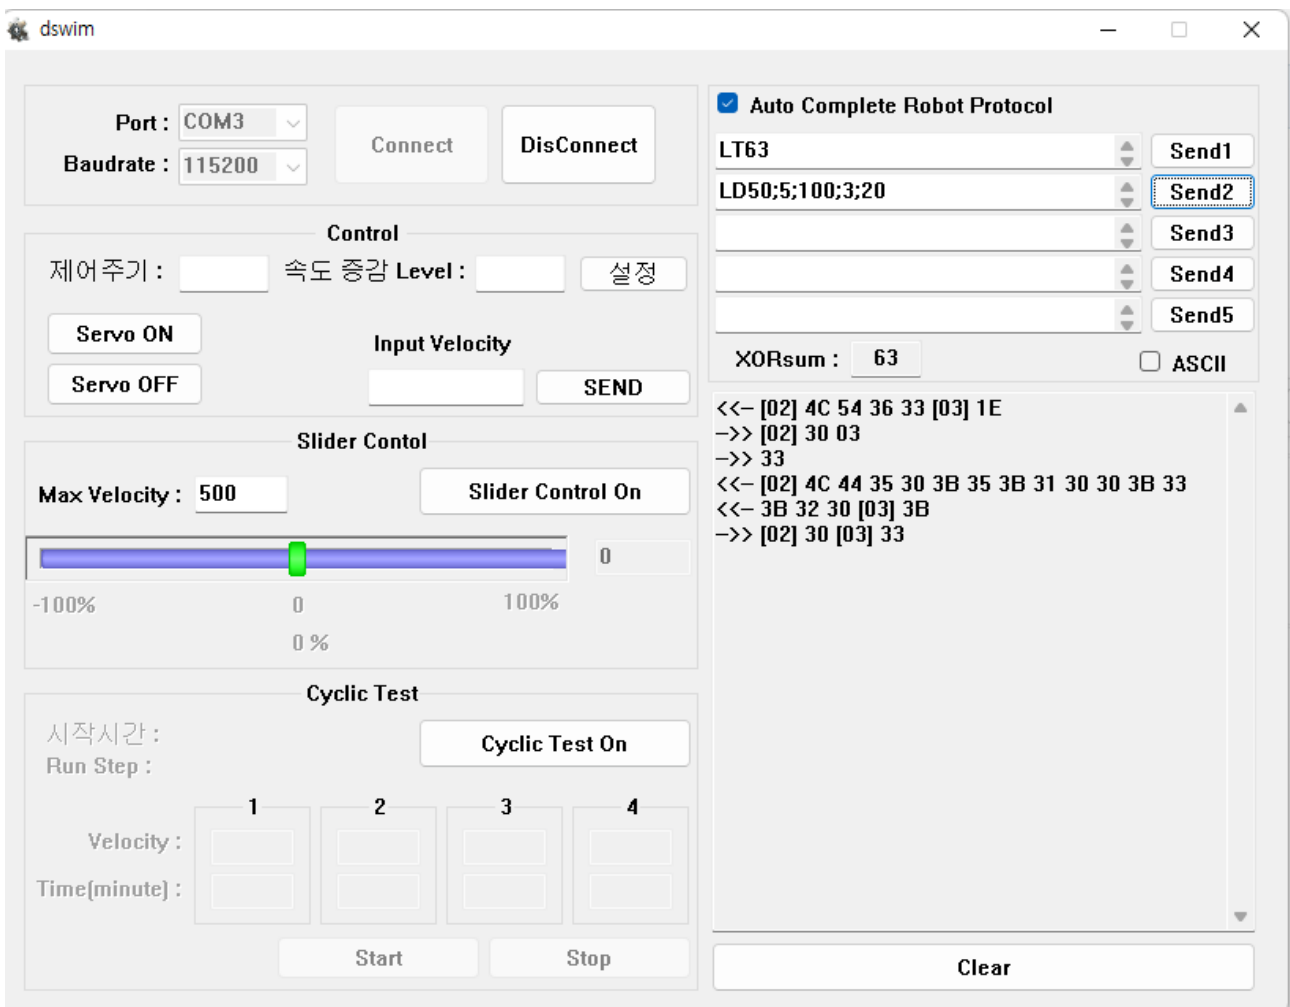 dswim
Port :
COM3
Connect
DisConnect
Baudrate :
115200
Control
제어주기 :
속도 증감 Level :
설정
Servo ON
Input Velocity
Servo OFF
SEND
Slider Contol
Max Velocity :
500
Slider Control On
0
-100%
0
100%
0 %
Cyclic Test
시작시간 :
Cyclic Test On
Run Step :
1
2
3
4
Velocity :
Time(minute) :
Start
Stop
Auto Complete Robot Protocol
LT63
Send1
LD50;5;100;3;20
Send2
Send3
Send4
Send5
XORsum :
63
ASCII
<<- [02] 4C 54 36 33 [03] 1E
->> [02] 30 03
->> 33
<<- [02] 4C 44 35 30 3B 35 3B 31 30 30 3B 33
<<- 3B 32 30 [03] 3B
->> [02] 30 [03] 33
Clear